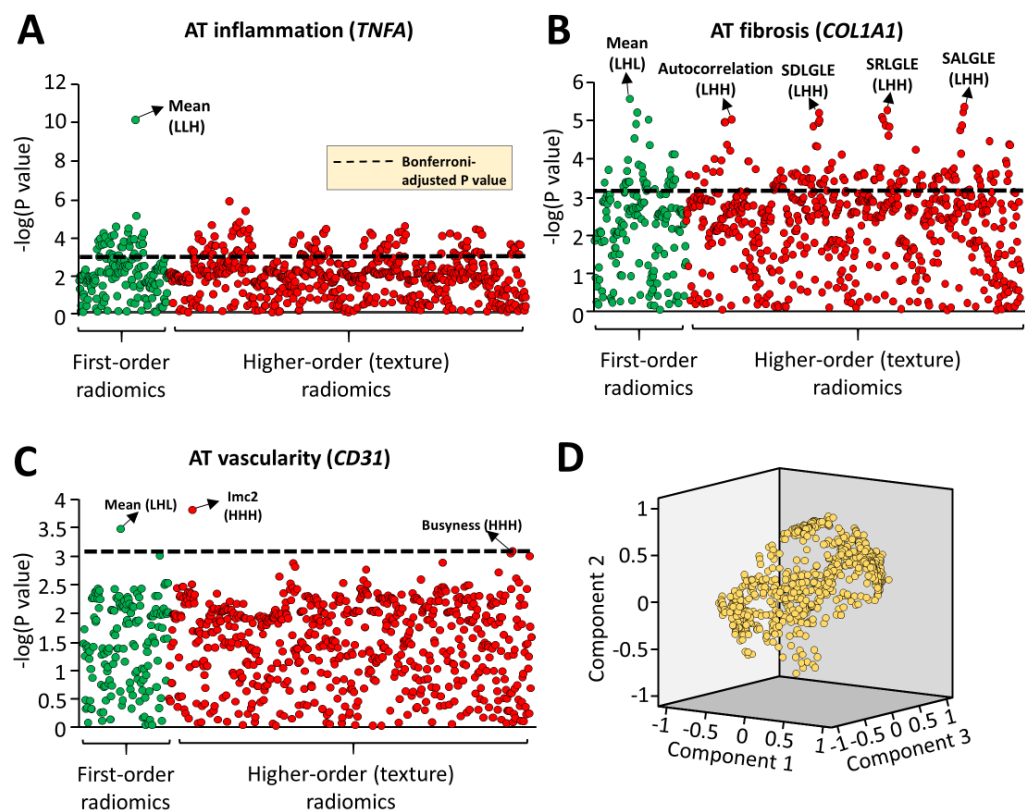 A
AT inflammation (TNFA)
-log(P value)
12
10
8
6
4
2
0
Mean
(LLH)
Bonferroni-
adjusted P value
First-order
radiomics
Higher-order (texture)
radiomics
B
AT fibrosis (COL1A1)
-log(P value)
6
5
4
3
2
1
0
Mean
(LHL)
Autocorrelation
(LHH)
SDLGLE
(LHH)
SRLGLE
(LHH)
SALGLE
(LHH)
First-order
radiomics
Higher-order (texture)
radiomics
C
AT vascularity (CD31)
-log(P value)
4
3.5
3
2.5
2
1.5
1
0.5
0
Mean (LHL)
Imc2
(HHH)
Busyness (HHH)
First-order
radiomics
Higher-order (texture)
radiomics
D
Component 2
1
0.5
0
-0.5
-1
-1 -0.5 0 0.5 1
Component 1
-1 -0.5 0 0.5 1
Component 3